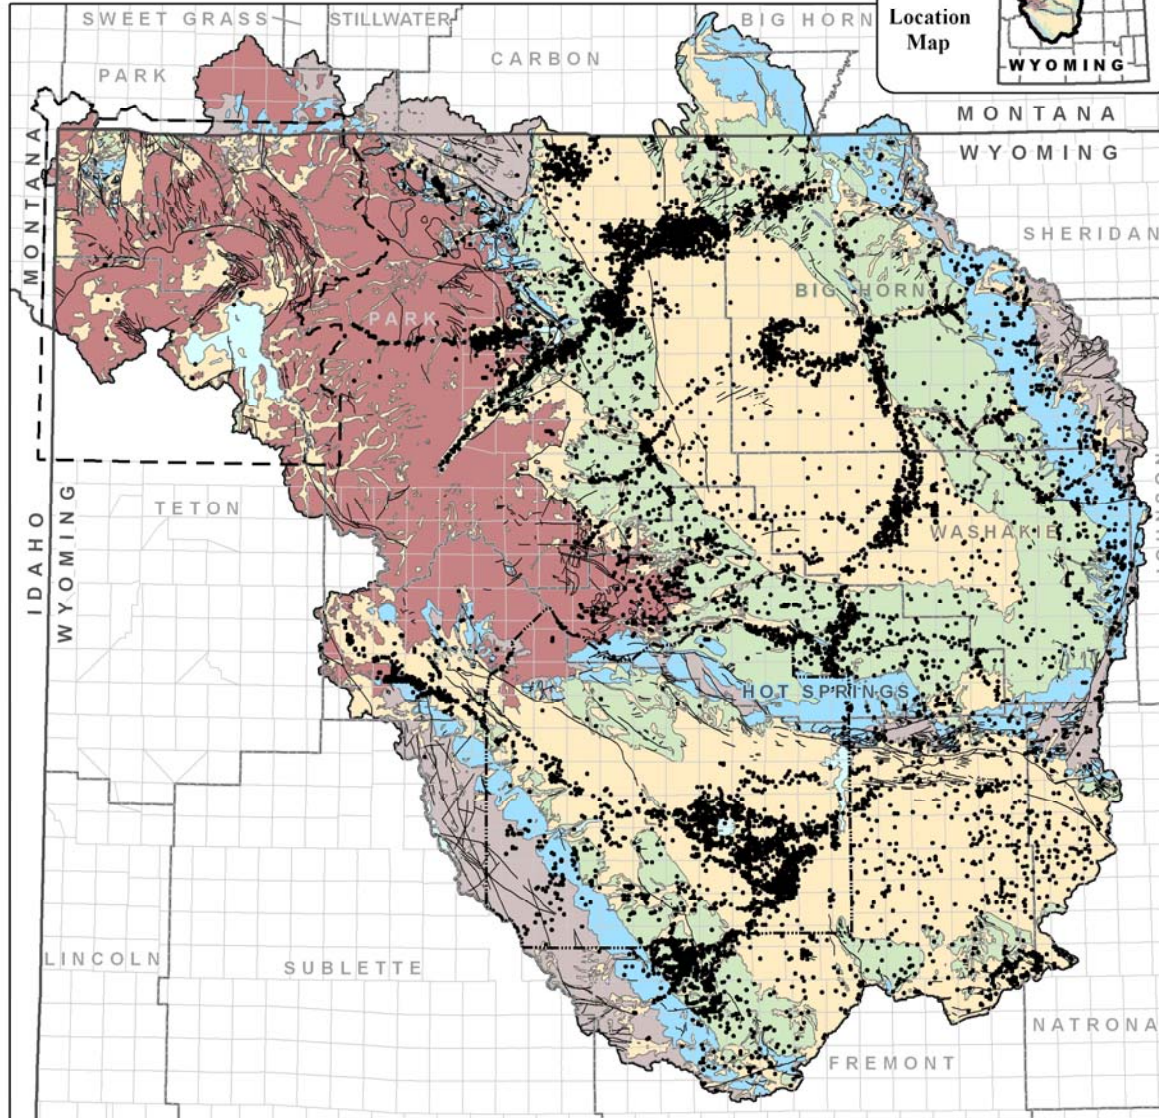 SWEET GRASS
STILLWATER
BIG HORN
Location
Map
WYOMING
PARK
CARBON
MONTANA
WYOMING
MONTANA
SHERIDAN
BIG HORN
PARK
TETON
WASHAKIE
IDAHO
WYOMING
HOT SPRINGS
LINCOLN
SUBLETTE
NATRONA
FREMONT